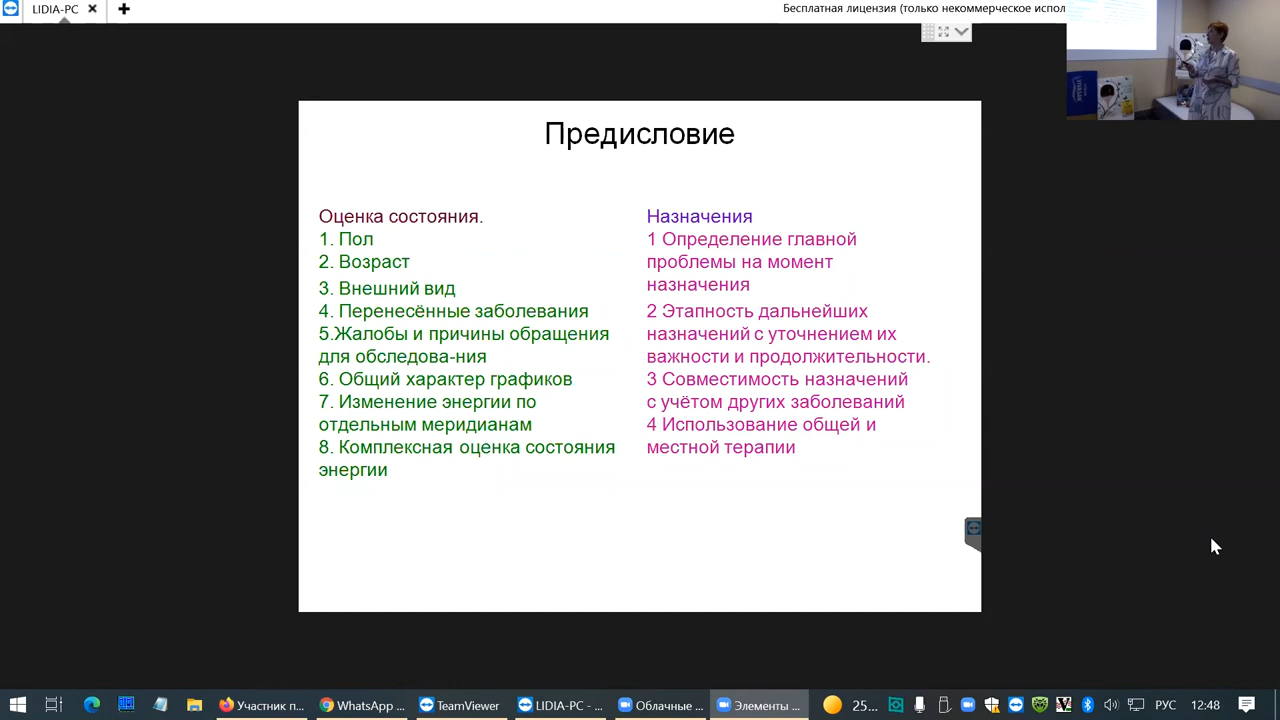 LIDIA-PC
Бесплатная лицензия (только некоммерческое испол
Предисловие
Оценка состояния.
1. Пол
2. Возраст
3. Внешний вид
4. Перенесённые заболевания
5.Жалобы и причины обращения
для обследова-ния
6. Общий характер графиков
7. Изменение энергии по
отдельным меридианам
8. Комплексная оценка состояния
энергии
Назначения
1 Определение главной
проблемы на момент
назначения
2 Этапность дальнейших
назначений с уточнением их
важности и продолжительности.
3 Совместимость назначений
с учётом других заболеваний
4 Использование общей и
местной терапии
Участник п...
WhatsApp ...
TeamViewer
LIDIA-PC - ...
Облачные ...
Элементы ...
25...
РУС
12:48